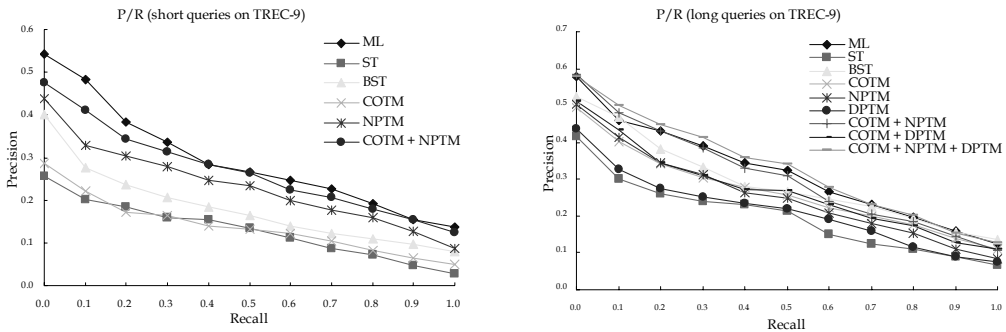 P/R (short queries on TREC-9)
0.6
0.5
0.4
0.3
0.2
0.1
0.0
Precision
0.0 0.1 0.2 0.3 0.4 0.5 0.6 0.7 0.8 0.9 1.0
Recall
ML
ST
BST
COTM
NPTM
COTM + NPTM
P/R (long queries on TREC-9)
0.7
0.6
0.5
0.4
0.3
0.2
0.1
0.0
Precision
0.0 0.1 0.2 0.3 0.4 0.5 0.6 0.7 0.8 0.9 1.0
Recall
ML
ST
BST
COTM
NPTM
DPTM
COTM + NPTM
COTM + DPTM
COTM + NPTM + DPTM